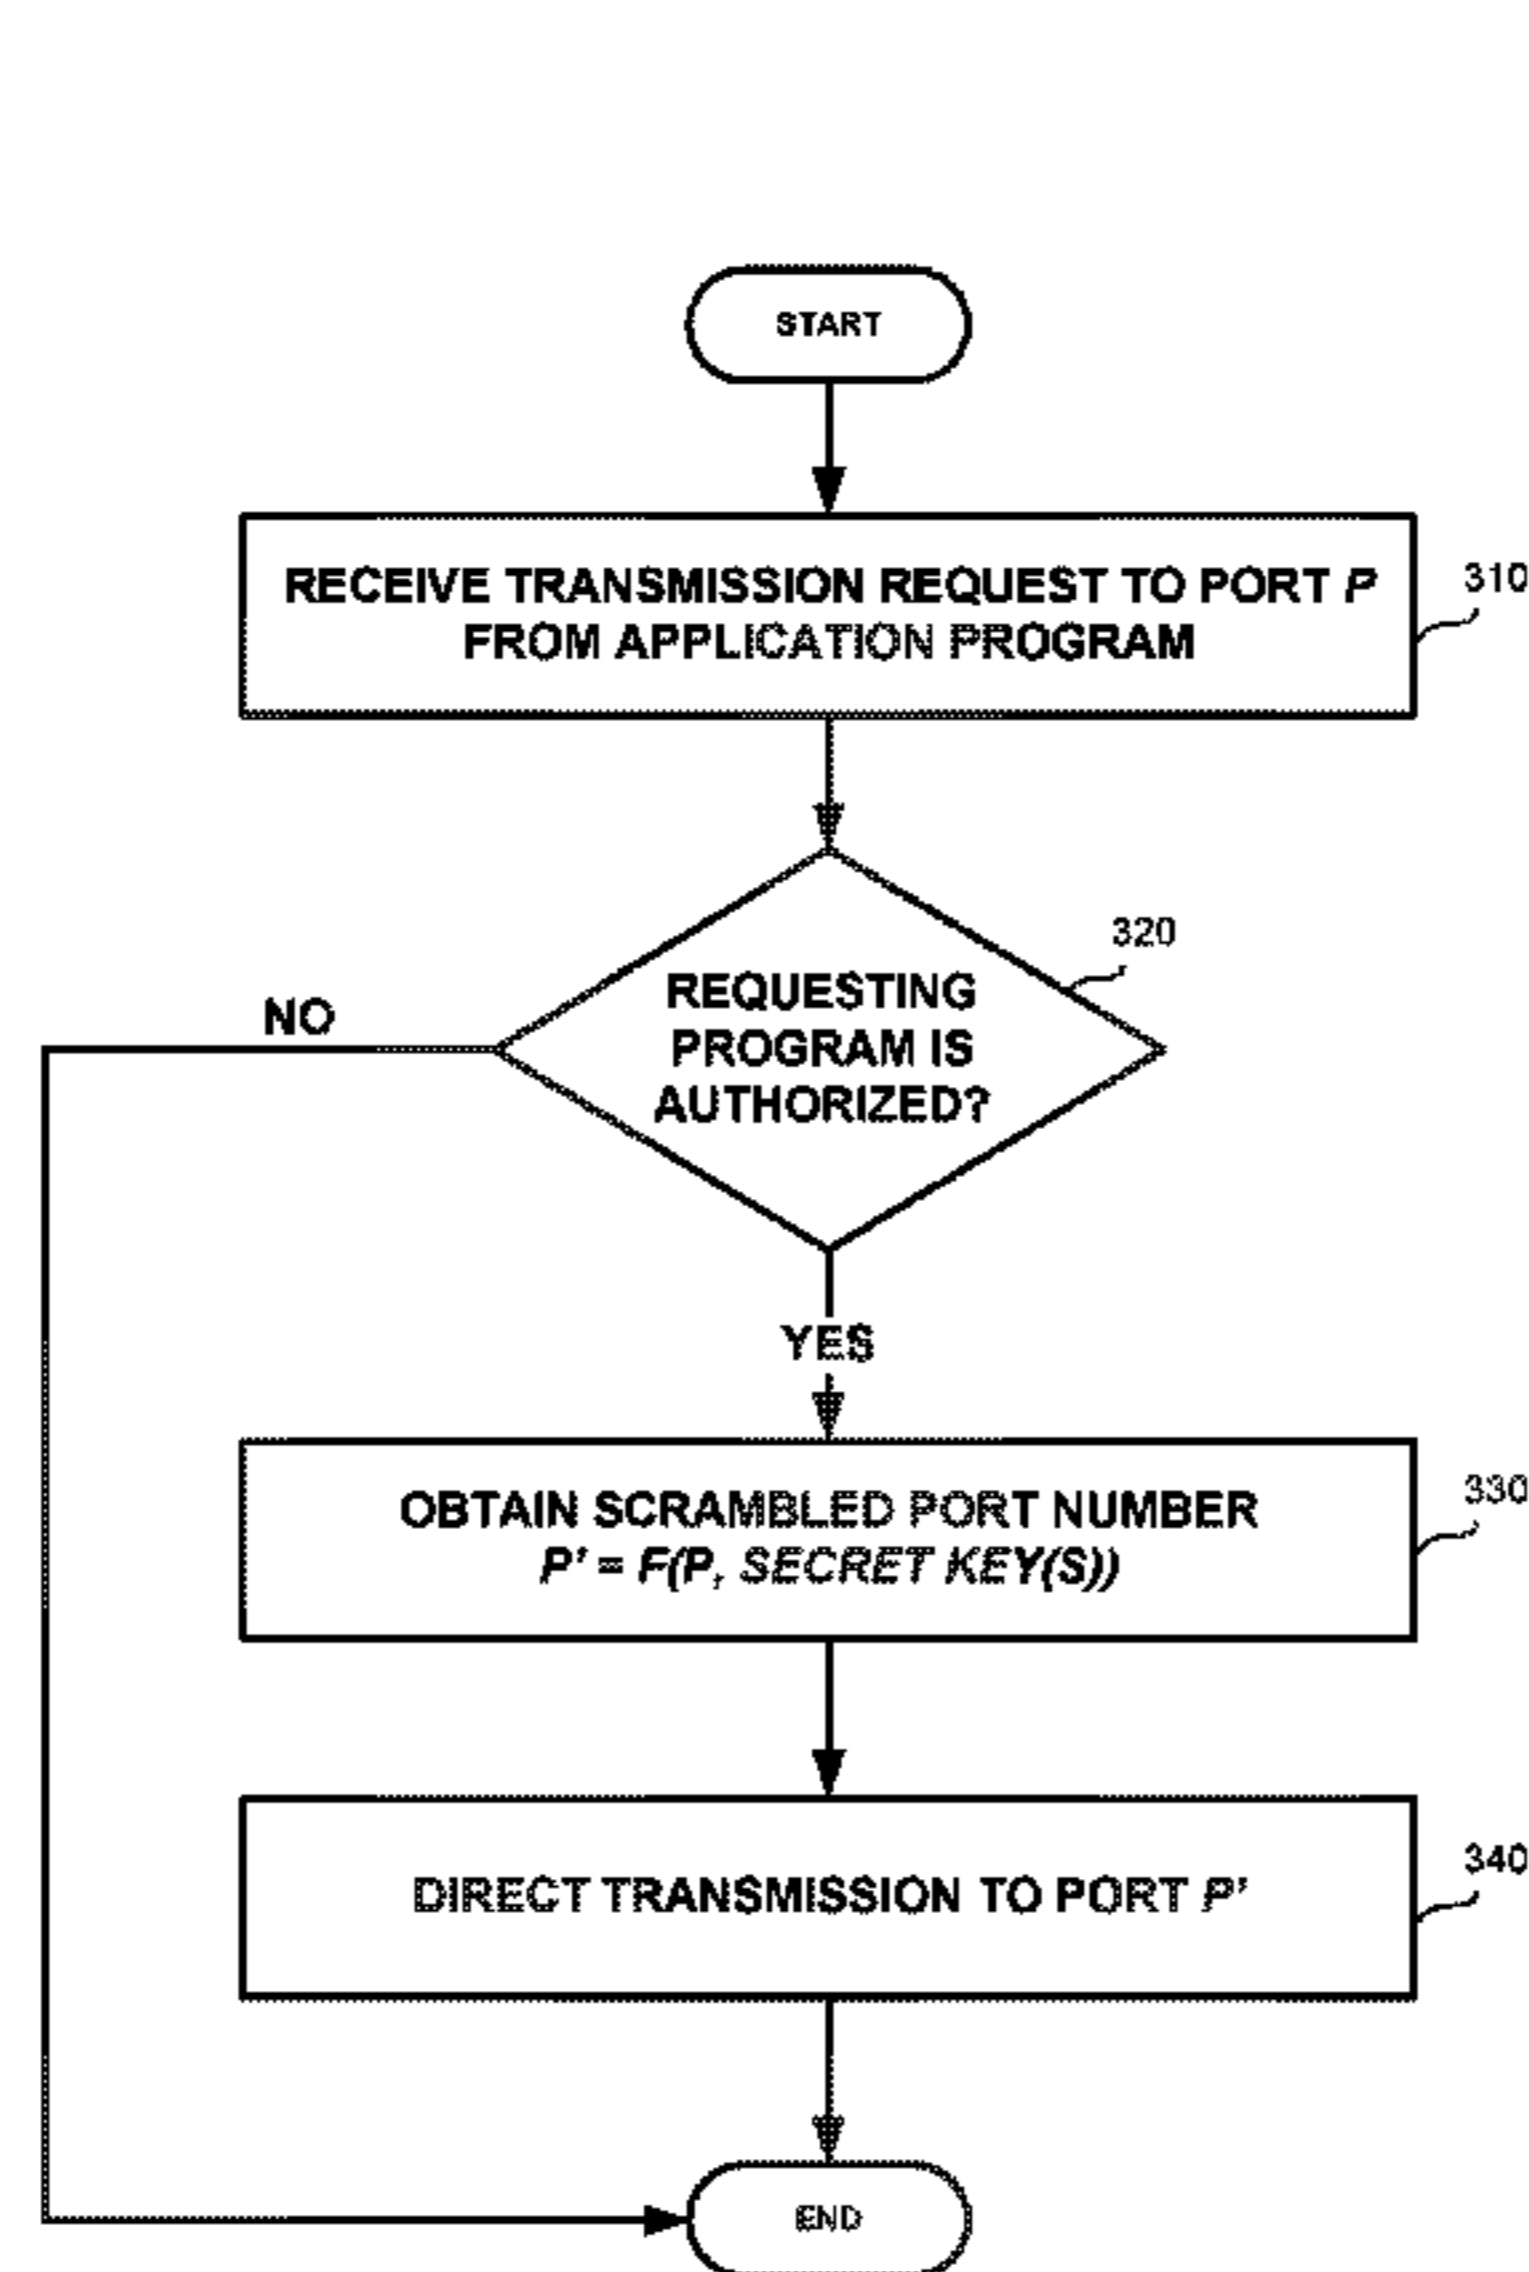 START
RECEIVE TRANSMISSION REQUEST TO PORT P
FROM APPLICATION PROGRAM
310
320
REQUESTING
PROGRAM IS
AUTHORIZED?
NO
YES
OBTAIN SCRAMBLED PORT NUMBER
P' = F(P, SECRET KEY(S))
330
DIRECT TRANSMISSION TO PORT P'
340
END